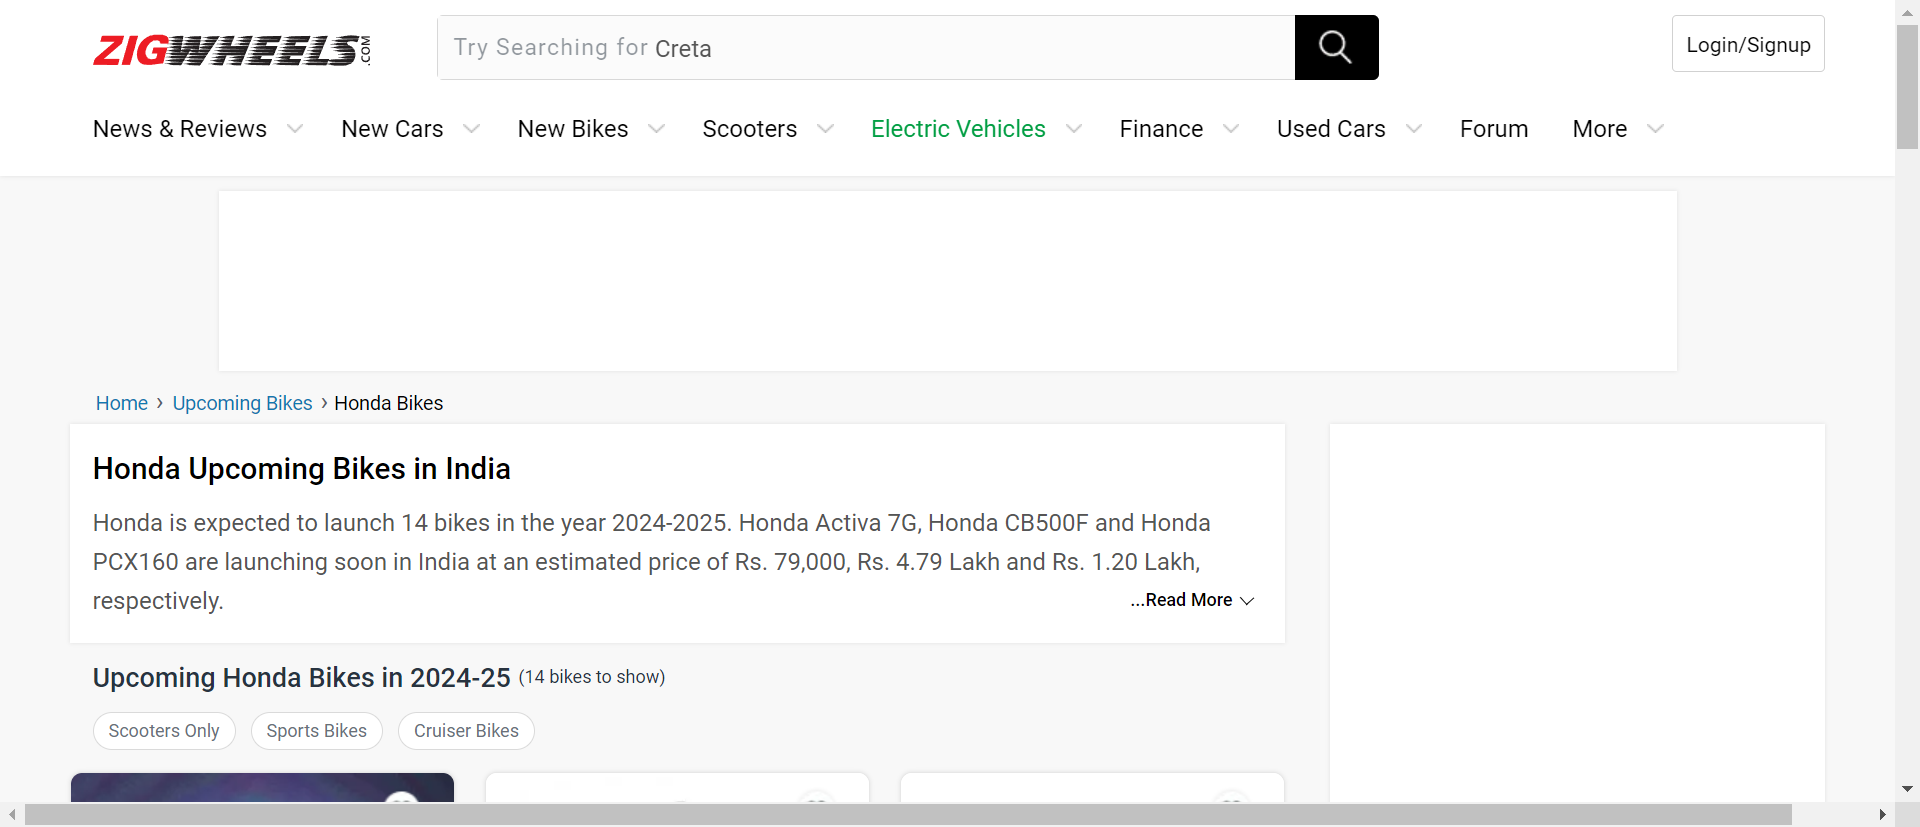 ZIGWHEELS.COM
Try Searching for Creta
Login/Signup
News & Reviews New Cars New Bikes Scooters Electric Vehicles Finance Used Cars Forum More
Home › Upcoming Bikes › Honda Bikes
Honda Upcoming Bikes in India
Honda is expected to launch 14 bikes in the year 2024-2025. Honda Activa 7G, Honda CB500F and Honda
PCX160 are launching soon in India at an estimated price of Rs. 79,000, Rs. 4.79 Lakh and Rs. 1.20 Lakh,
respectively.
...Read More
Upcoming Honda Bikes in 2024-25 (14 bikes to show)
Scooters Only Sports Bikes Cruiser Bikes